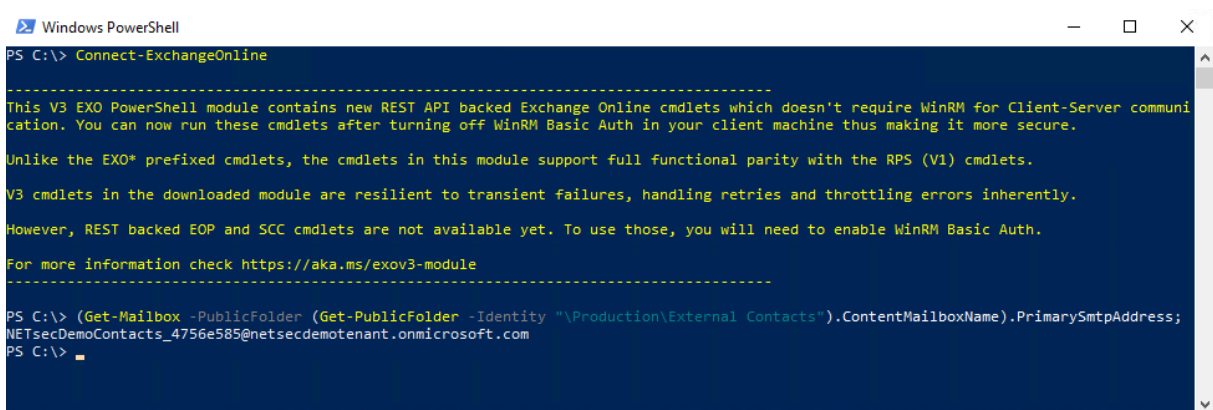 Windows PowerShell
PS C:\> Connect-ExchangeOnline
----------------------------------------------------------------------------------------
This V3 EXO PowerShell module contains new REST API backed Exchange Online cmdlets which doesn't require WinRM for Client-Server communi
cation. You can now run these cmdlets after turning off WinRM Basic Auth in your client machine thus making it more secure.
Unlike the EXO* prefixed cmdlets, the cmdlets in this module support full functional parity with the RPS (V1) cmdlets.
V3 cmdlets in the downloaded module are resilient to transient failures, handling retries and throttling errors inherently.
However, REST backed EOP and SCC cmdlets are not available yet. To use those, you will need to enable WinRM Basic Auth.
For more information check https://aka.ms/exov3-module
----------------------------------------------------------------------------------------
PS C:\> (Get-Mailbox -PublicFolder (Get-PublicFolder -Identity "\Production\External Contacts").ContentMailboxName).PrimarySmtpAddress;
NETsecDemoContacts_4756e585@netsecdemotenant.onmicrosoft.com
PS C:\>